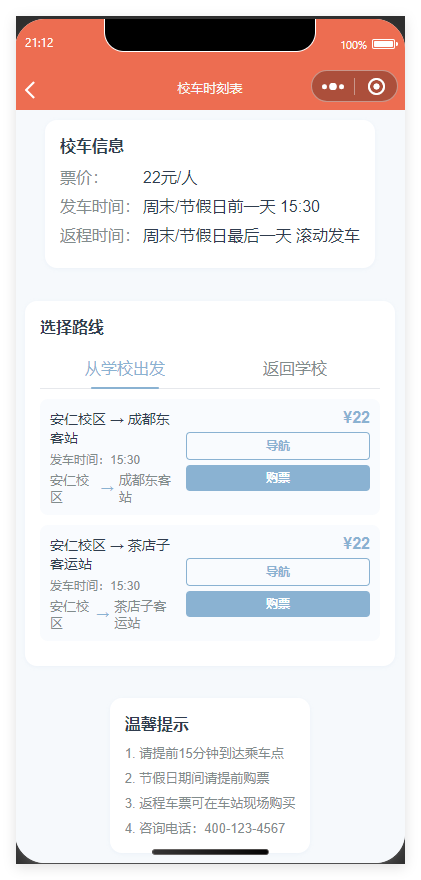 21:12
100%
校车时刻表
校车信息
票价： 22元/人
发车时间： 周末/节假日前一天 15:30
返程时间： 周末/节假日最后一天 滚动发车
选择路线
从学校出发 返回学校
安仁校区 → 成都东
客站
¥22
发车时间：15:30
安仁校
区
→
成都东客
站
导航
购票
安仁校区 → 茶店子
客运站
¥22
发车时间：15:30
安仁校
区
→
茶店子客
运站
导航
购票
温馨提示
1. 请提前15分钟到达乘车点
2. 节假日期间请提前购票
3. 返程车票可在车站现场购买
4. 咨询电话：400-123-4567